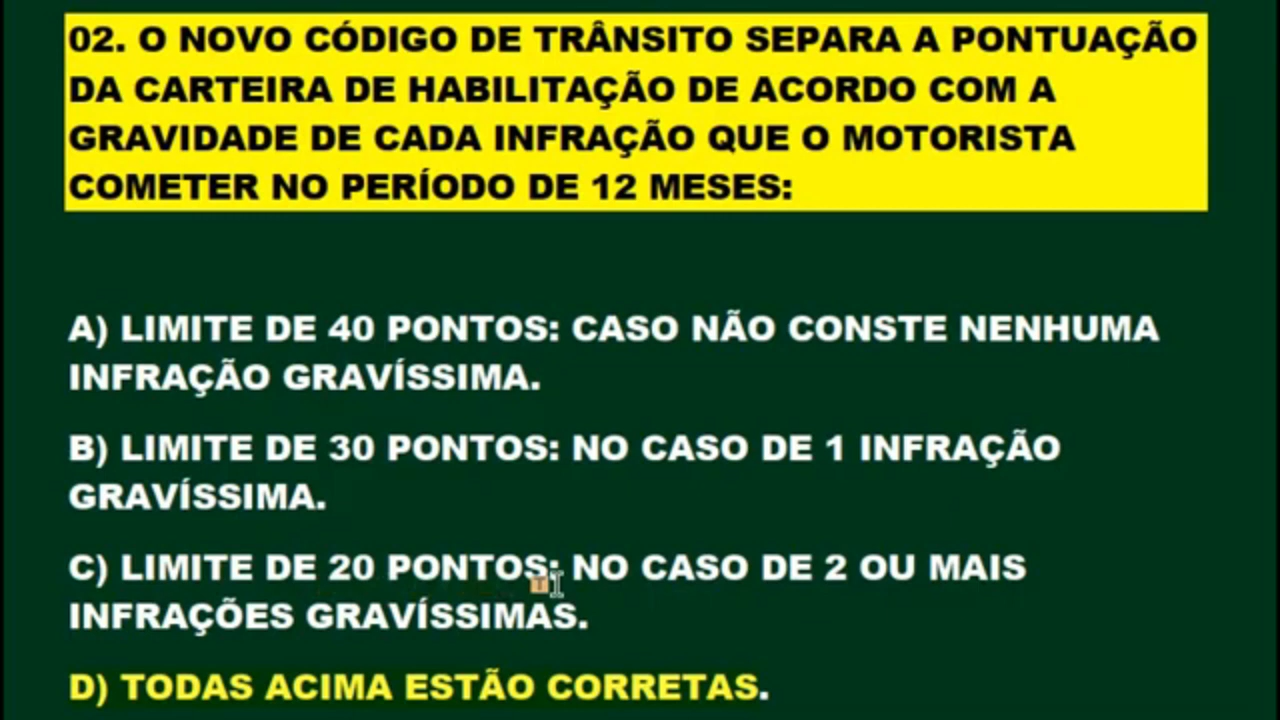 02. O NOVO CÓDIGO DE TRÂNSITO SEPARA A PONTUAÇÃO
DA CARTEIRA DE HABILITAÇÃO DE ACORDO COM A
GRAVIDADE DE CADA INFRAÇÃO QUE O MOTORISTA
COMETER NO PERÍODO DE 12 MESES:
A) LIMITE DE 40 PONTOS: CASO NÃO CONSTE NENHUMA
INFRAÇÃO GRAVÍSSIMA.
B) LIMITE DE 30 PONTOS: NO CASO DE 1 INFRAÇÃO
GRAVÍSSIMA.
C) LIMITE DE 20 PONTOS: NO CASO DE 2 OU MAIS
INFRAÇÕES GRAVÍSSIMAS.
D) TODAS ACIMA ESTÃO CORRETAS.